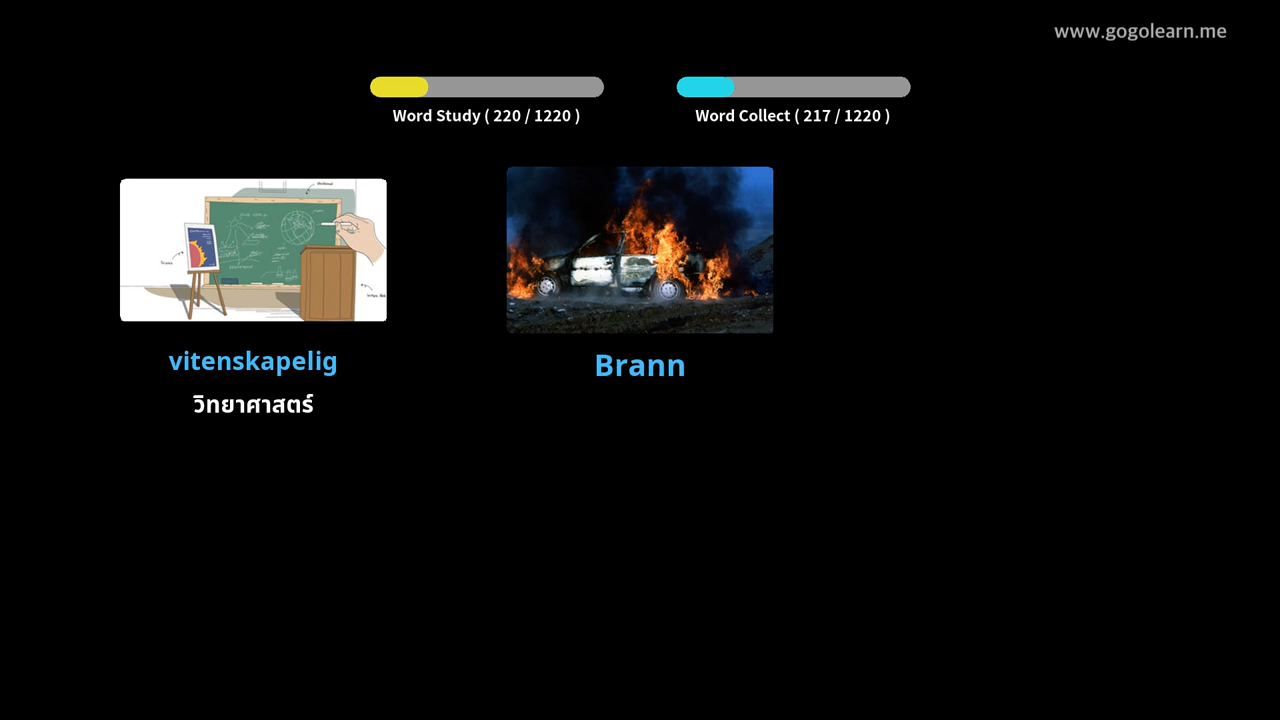 www.gogolearn.me
Word Study ( 220 / 1220 )
Word Collect ( 217 / 1220 )
vitenskapelig
วิทยาศาสตร์
Brann